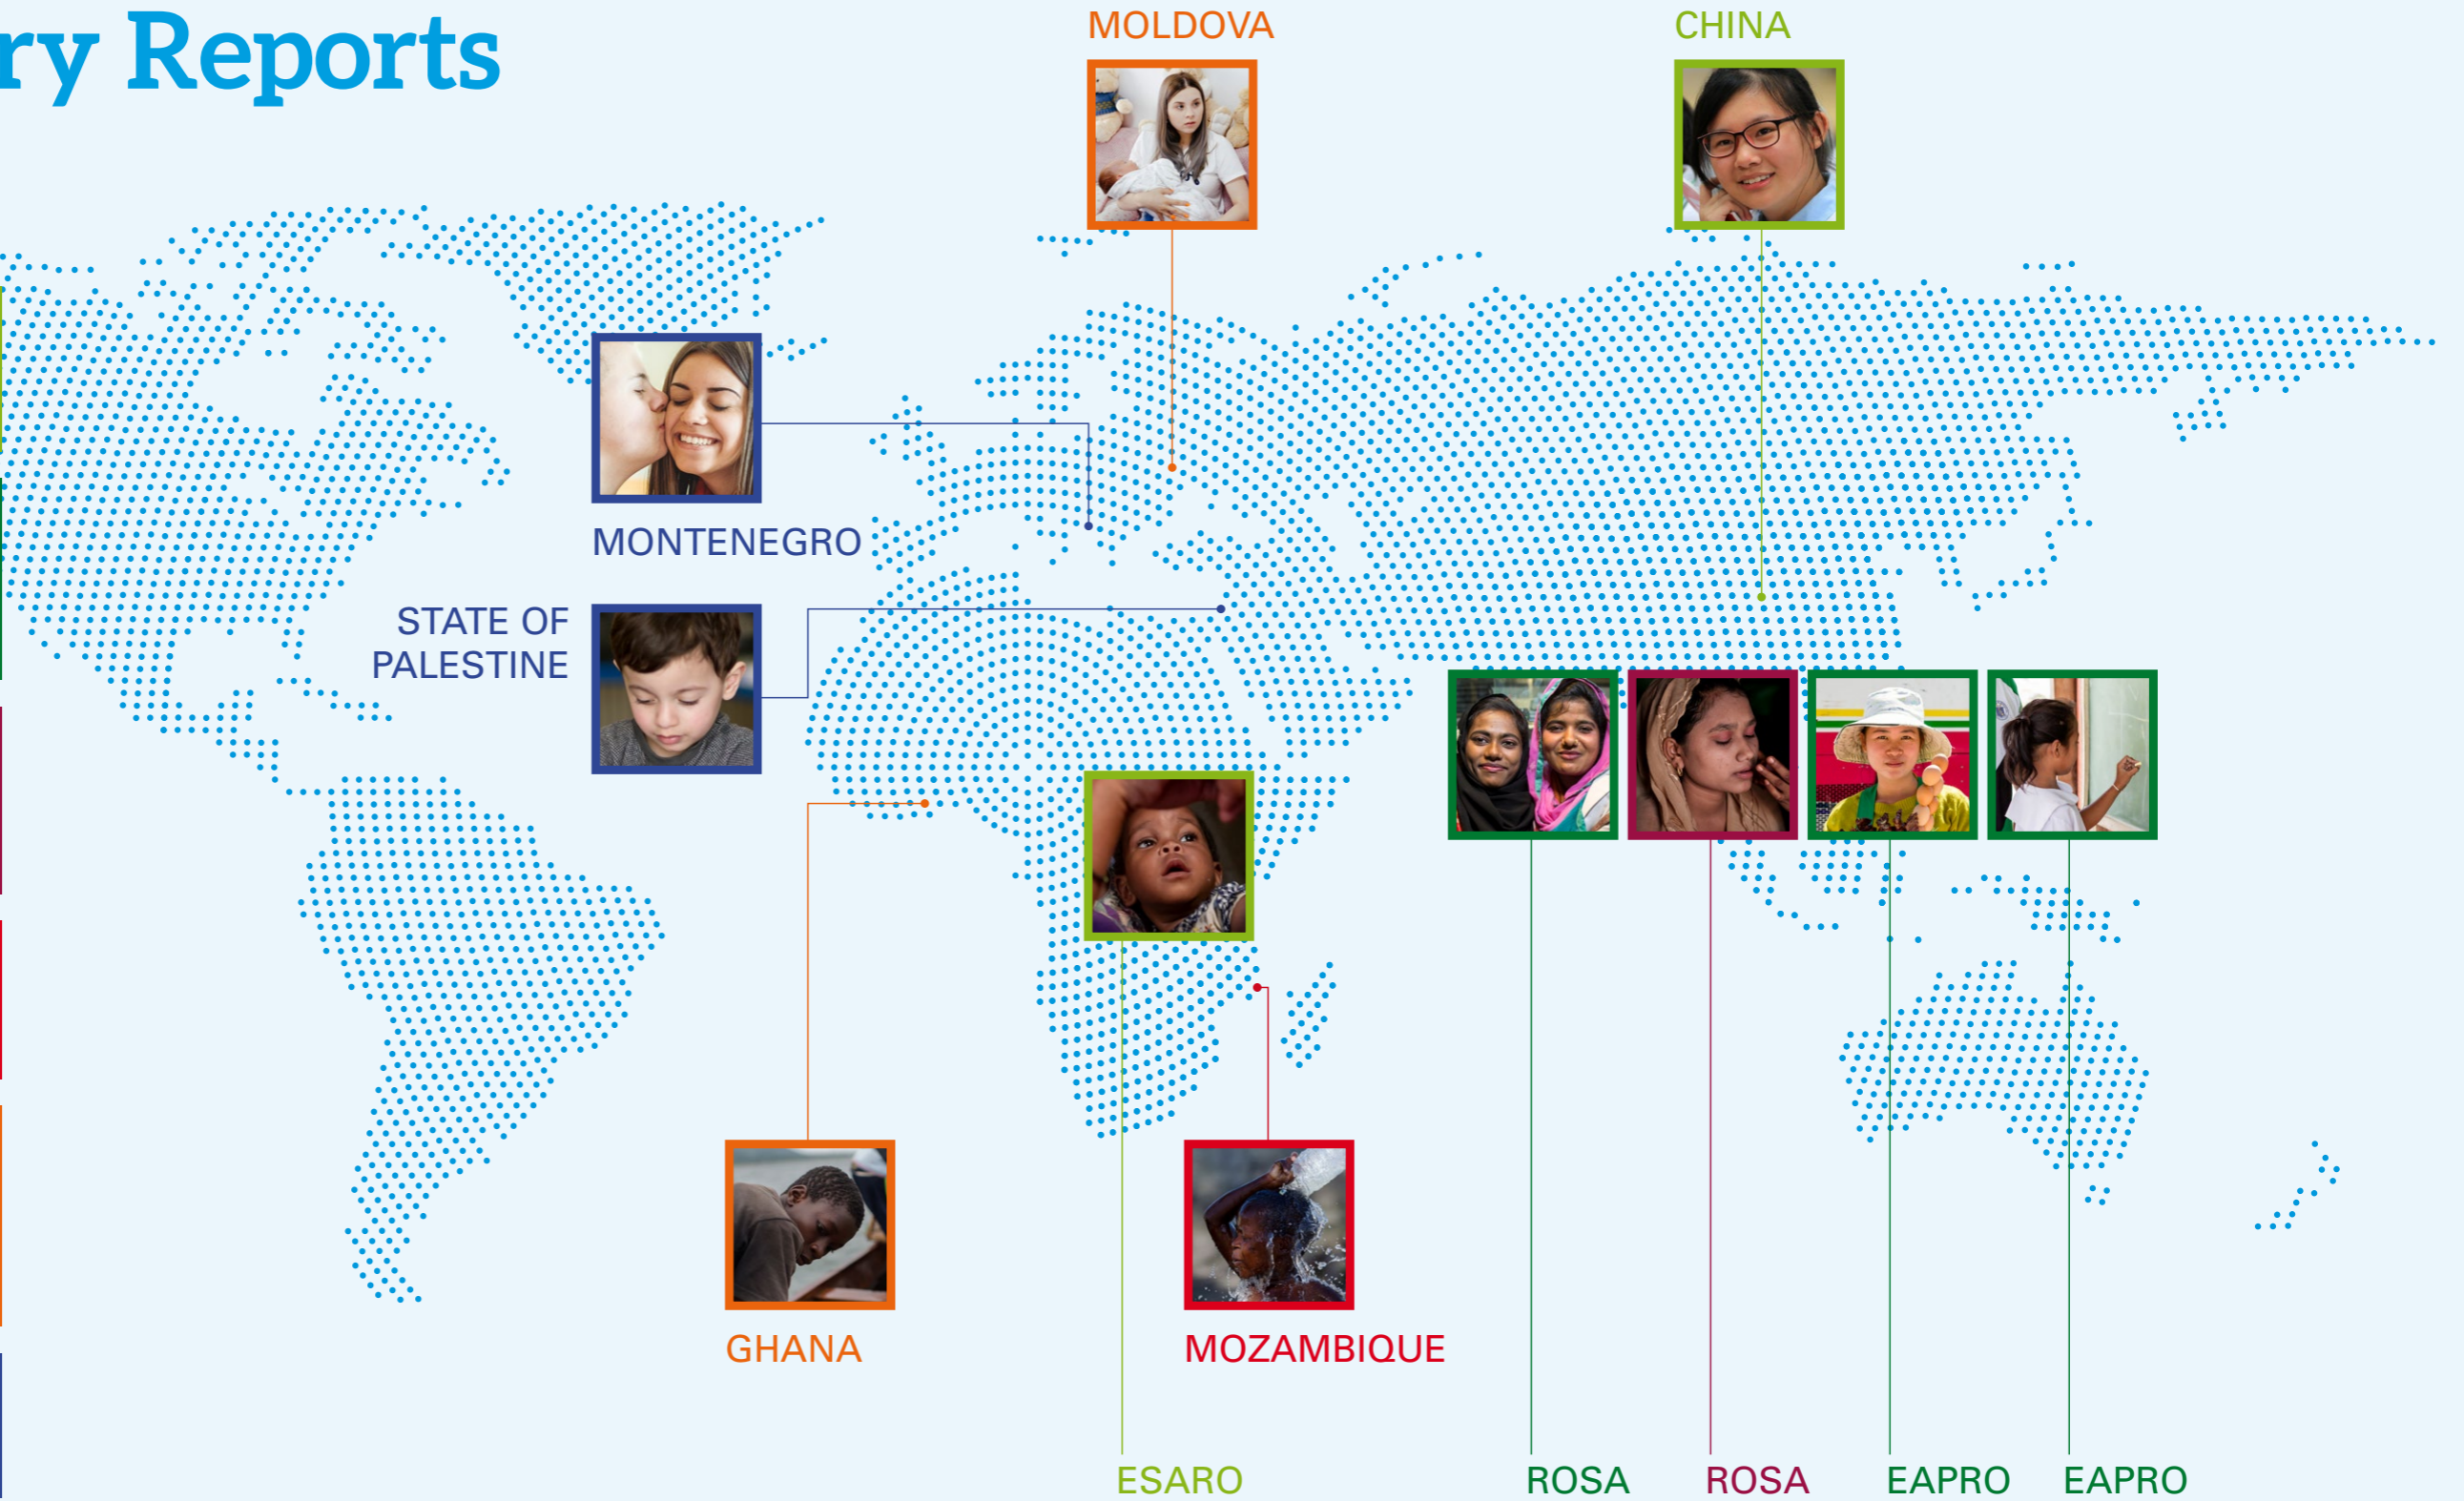 ry Reports
MOLDOVA
CHINA
MONTENEGRO
STATE OF
PALESTINE
GHANA
MOZAMBIQUE
ESARO
ROSA
ROSA
EAPRO
EAPRO